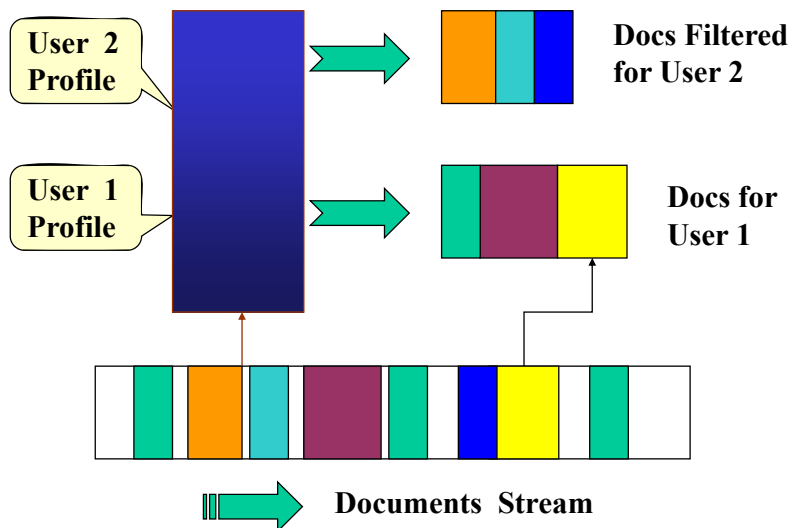 User 2
Profile
Docs Filtered
for User 2
User 1
Profile
Docs for
User 1
Documents Stream